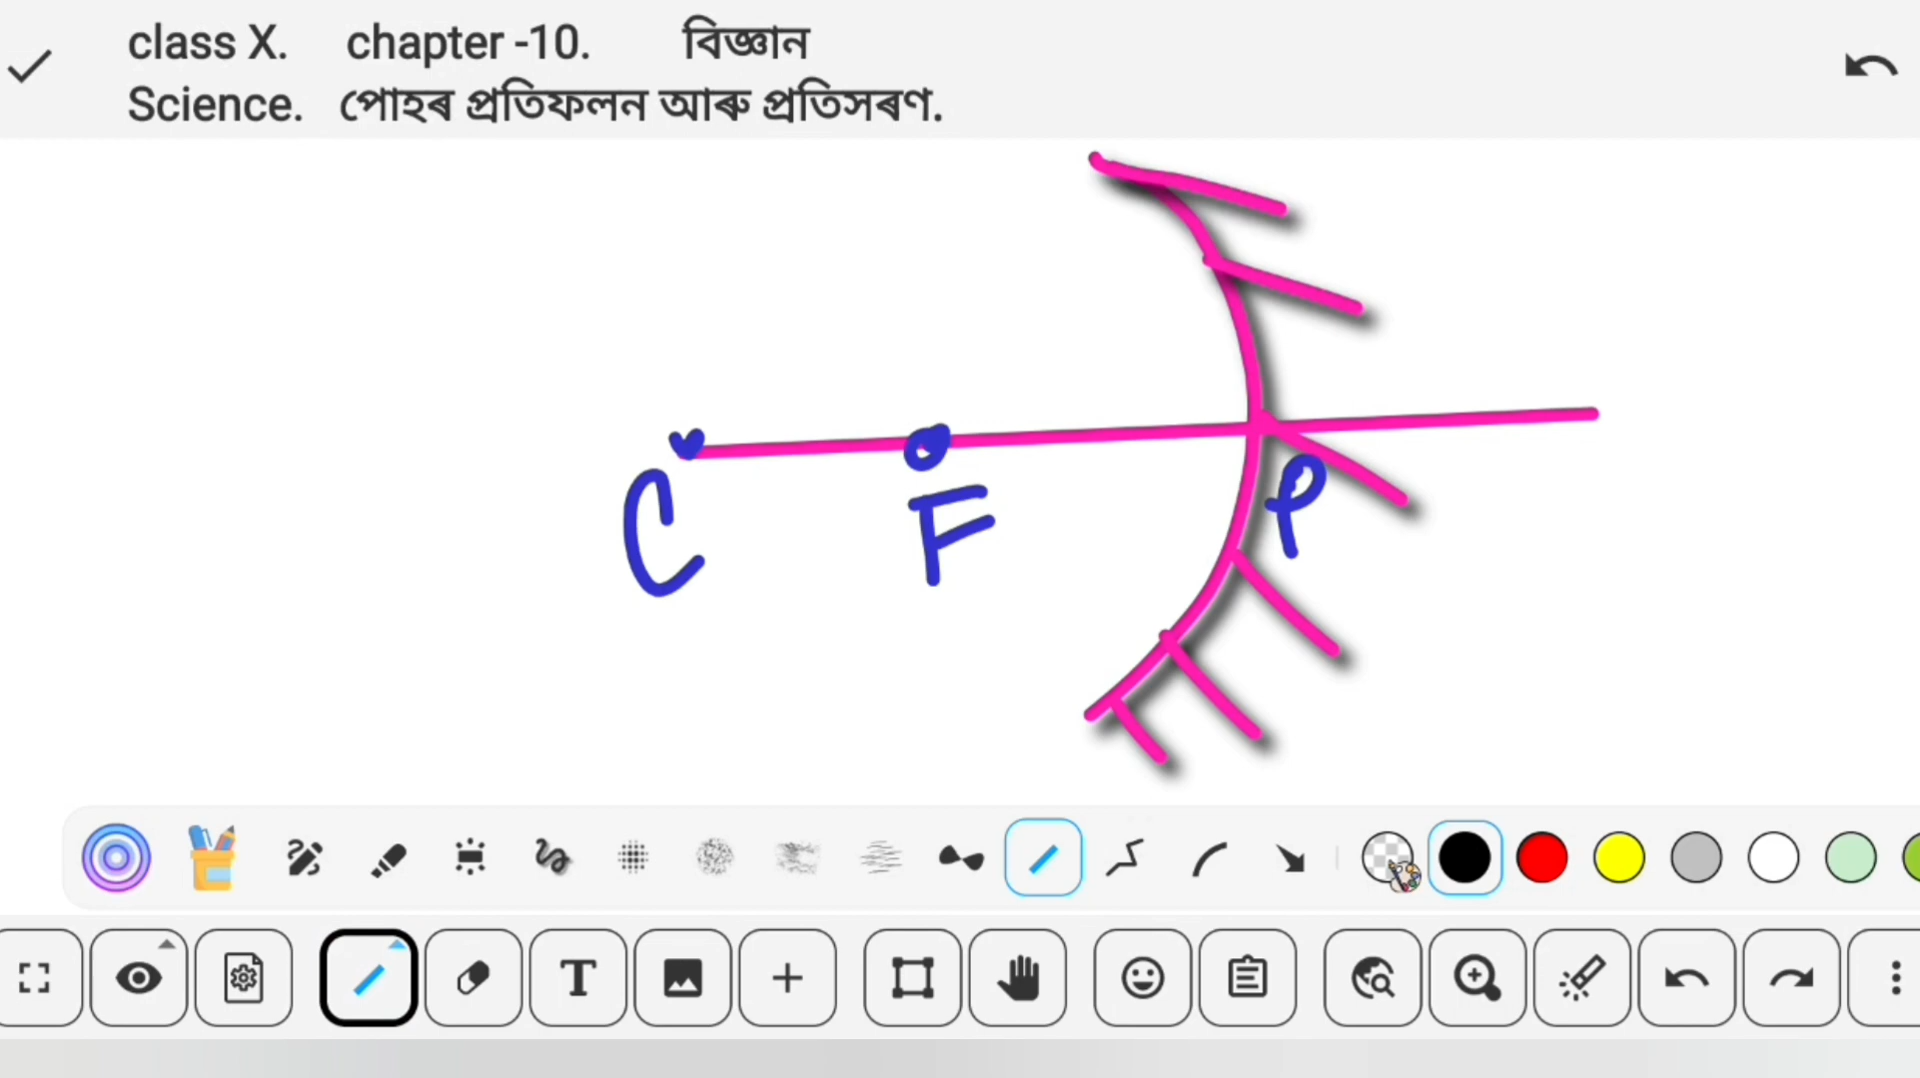 class X. chapter -10. বিজ্ঞান
Science. পোহৰ প্ৰতিফলন আৰু প্ৰতিসৰণ.
C F P
T